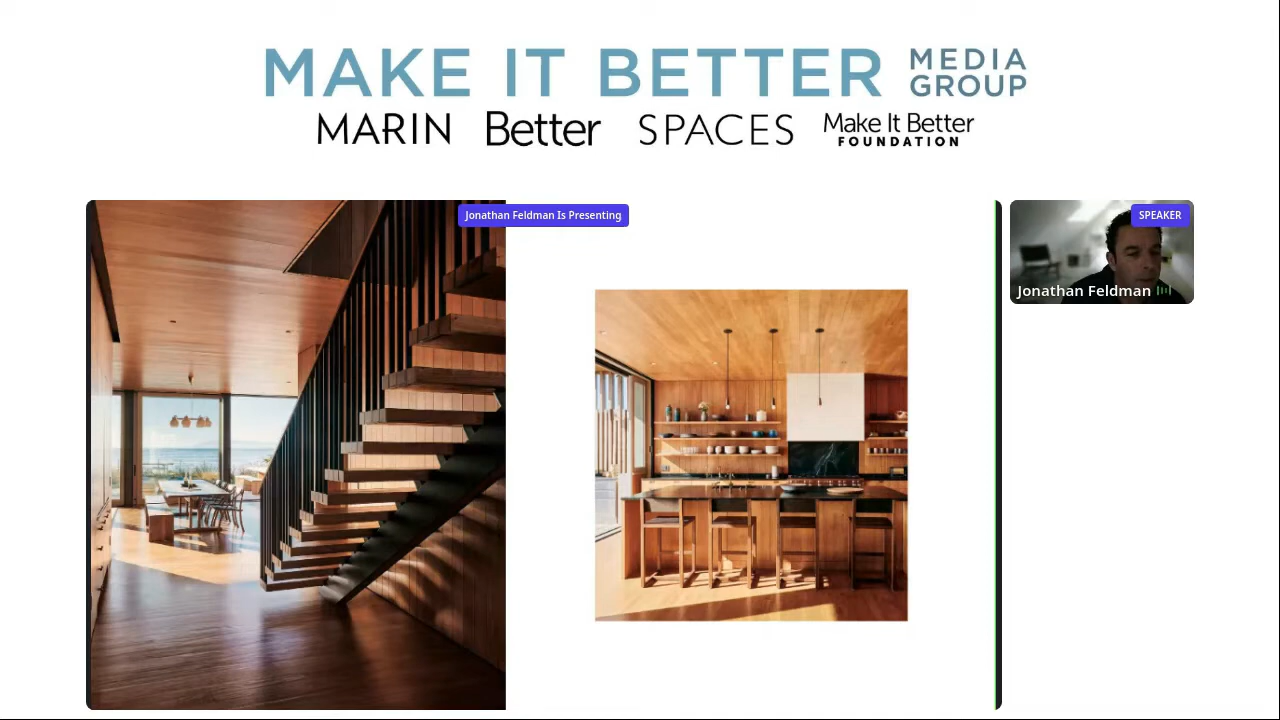 MAKE IT BETTER MEDIA GROUP
MARIN Better SPACES Make It Better FOUNDATION
Jonathan Feldman Is Presenting
SPEAKER
Jonathan Feldman